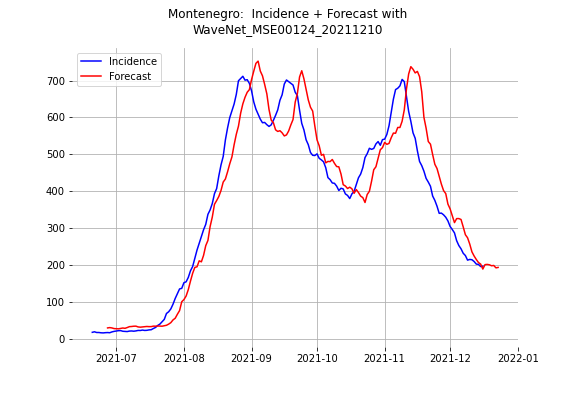 Montenegro:  Incidence + Forecast with
WaveNet_MSE00124_20211210
Incidence
Forecast
700
600
500
400
300
200
100
0
2021-07 2021-08 2021-09 2021-10 2021-11 2021-12 2022-01